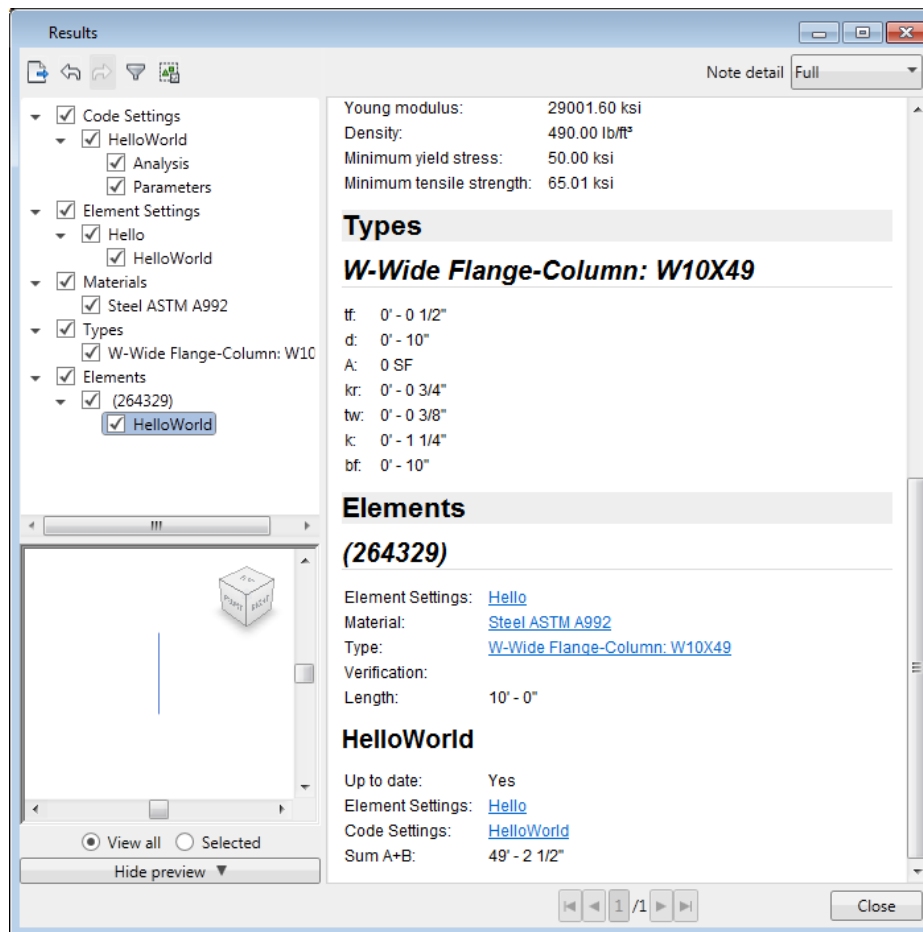 Results
Note detail Full
Code Settings
HelloWorld
Analysis
Parameters
Element Settings
Hello
HelloWorld
Materials
Steel ASTM A992
Types
W-Wide Flange-Column: W10
Elements
(264329)
HelloWorld
View all Selected
Hide preview
Young modulus: 29001.60 ksi
Density: 490.00 lb/ft³
Minimum yield stress: 50.00 ksi
Minimum tensile strength: 65.01 ksi
Types
W-Wide Flange-Column: W10X49
tf: 0' - 0 1/2"
d: 0' - 10"
A: 0 SF
kr: 0' - 0 3/4"
tw: 0' - 0 3/8"
k: 0' - 1 1/4"
bf: 0' - 10"
Elements
(264329)
Element Settings: Hello
Material: Steel ASTM A992
Type: W-Wide Flange-Column: W10X49
Verification:
Length: 10' - 0"
HelloWorld
Up to date: Yes
Element Settings: Hello
Code Settings: HelloWorld
Sum A+B: 49' - 2 1/2"
1 /1
Close